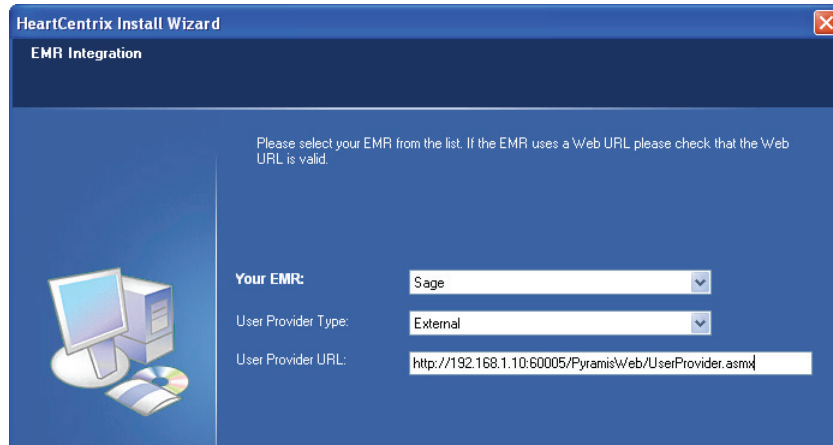 HeartCentrix Install Wizard
EMR Integration
Please select your EMR from the list. If the EMR uses a Web URL please check that the Web
URL is valid.
Your EMR:
Sage
User Provider Type:
External
User Provider URL:
http://192.168.1.10:60005/PyramisWeb/UserProvider.asmx